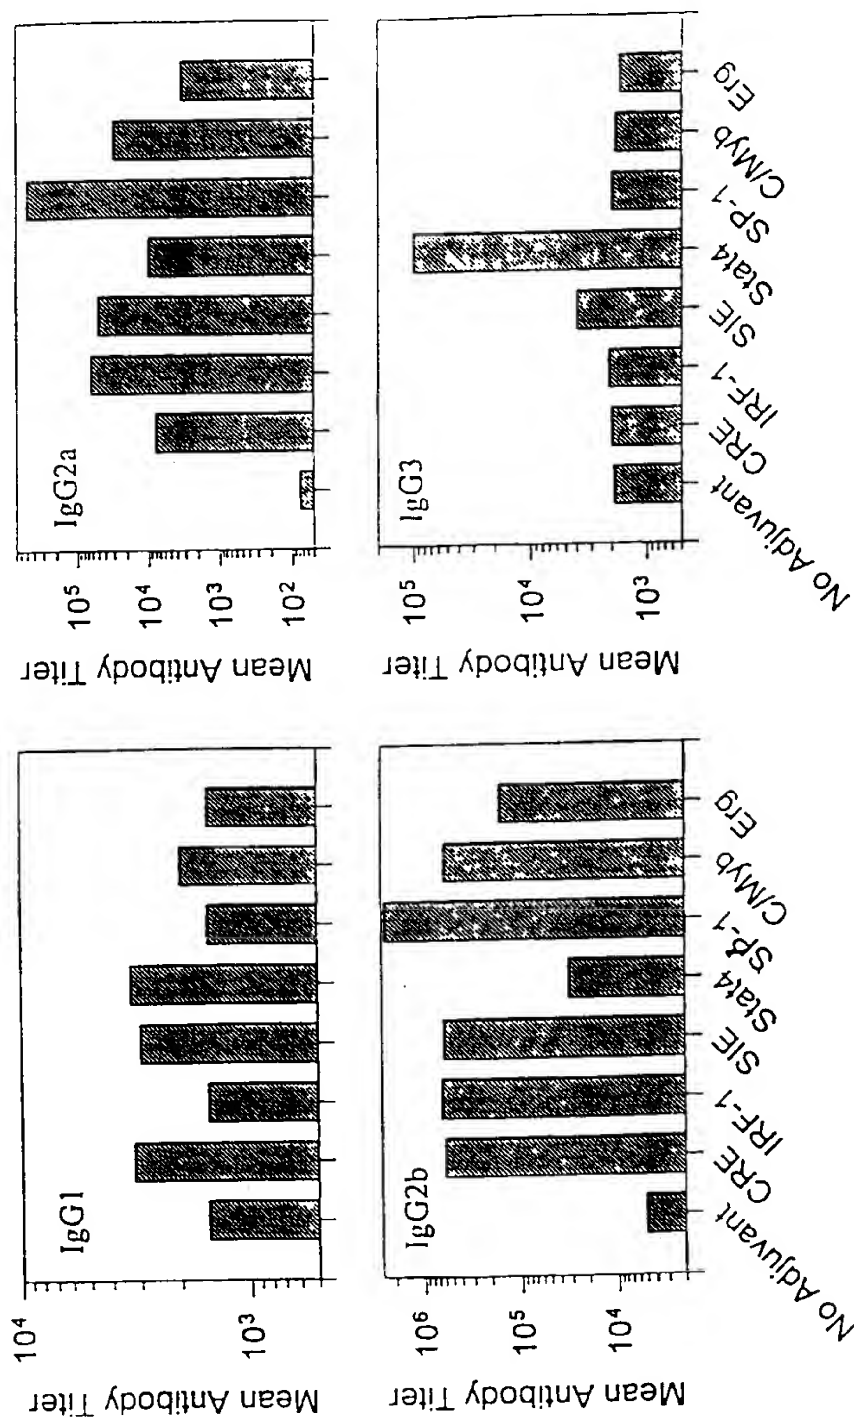 IgG1
10⁴
10³
Mean Antibody Titer
IgG2a
10⁵
10⁴
10³
10²
Mean Antibody Titer
IgG2b
10⁶
10⁵
10⁴
Mean Antibody Titer
No Adjuvant
CRE
IRF-1
SIE
Stat4
SP-1
C/Myb
Erg
IgG3
10⁵
10⁴
10³
Mean Antibody Titer
No Adjuvant
CRE
IRF-1
SIE
Stat4
SP-1
C/Myb
Erg